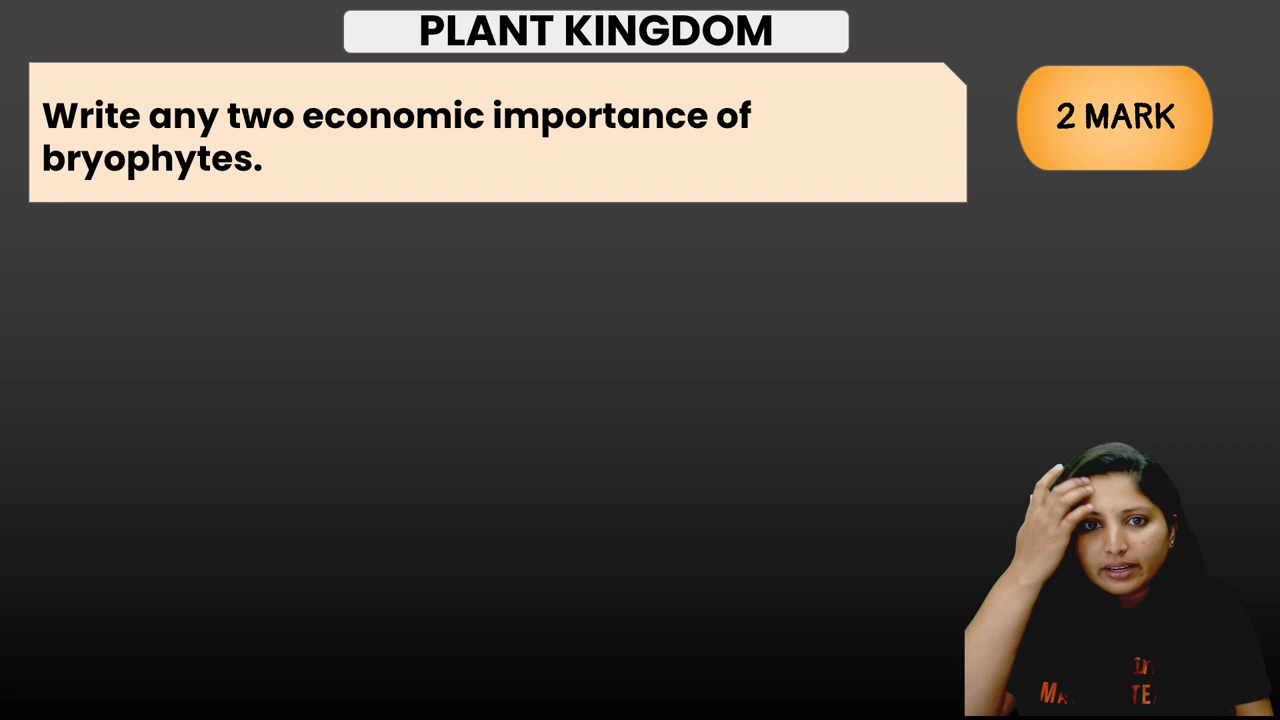 PLANT KINGDOM
Write any two economic importance of
bryophytes.
2 MARK